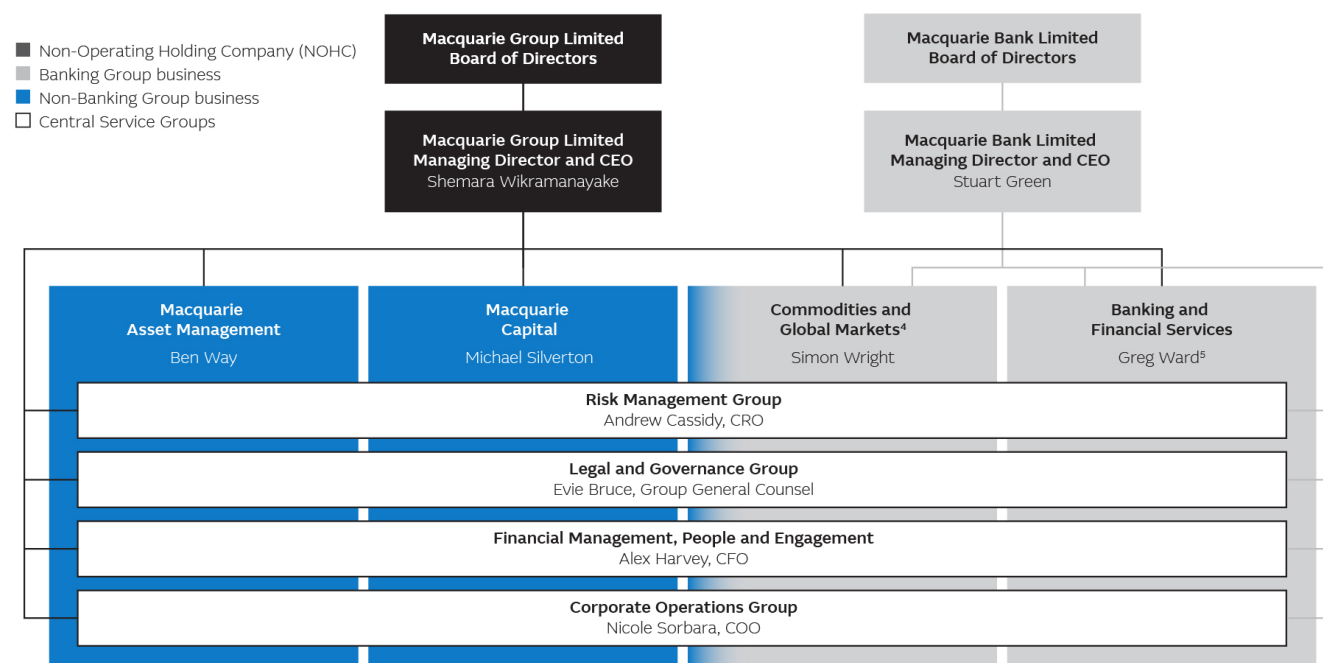 Non-Operating Holding Company (NOHC)
Banking Group business
Non-Banking Group business
Central Service Groups
Macquarie Group Limited
Board of Directors
Macquarie Bank Limited
Board of Directors
Macquarie Group Limited
Managing Director and CEO
Shemara Wikramanayake
Macquarie Bank Limited
Managing Director and CEO
Stuart Green
Macquarie
Asset Management
Ben Way
Macquarie
Capital
Michael Silverton
Commodities and
Global Markets⁴
Simon Wright
Banking and
Financial Services
Greg Ward⁵
Risk Management Group
Andrew Cassidy, CRO
Legal and Governance Group
Evie Bruce, Group General Counsel
Financial Management, People and Engagement
Alex Harvey, CFO
Corporate Operations Group
Nicole Sorbara, COO